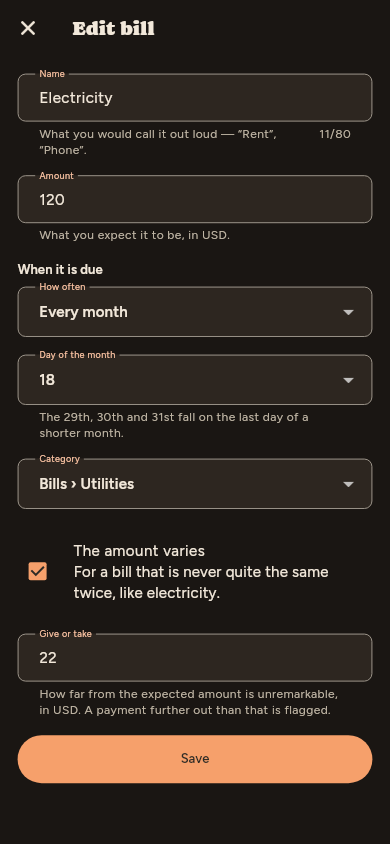 Edit bill
Name
Electricity
What you would call it out loud — “Rent”, 11/80
“Phone”.
Amount
120
What you expect it to be, in USD.
When it is due
How often
Every month
Day of the month
18
The 29th, 30th and 31st fall on the last day of a
shorter month.
Category
Bills › Utilities
The amount varies
For a bill that is never quite the same
twice, like electricity.
Give or take
22
How far from the expected amount is unremarkable,
in USD. A payment further out than that is flagged.
Save